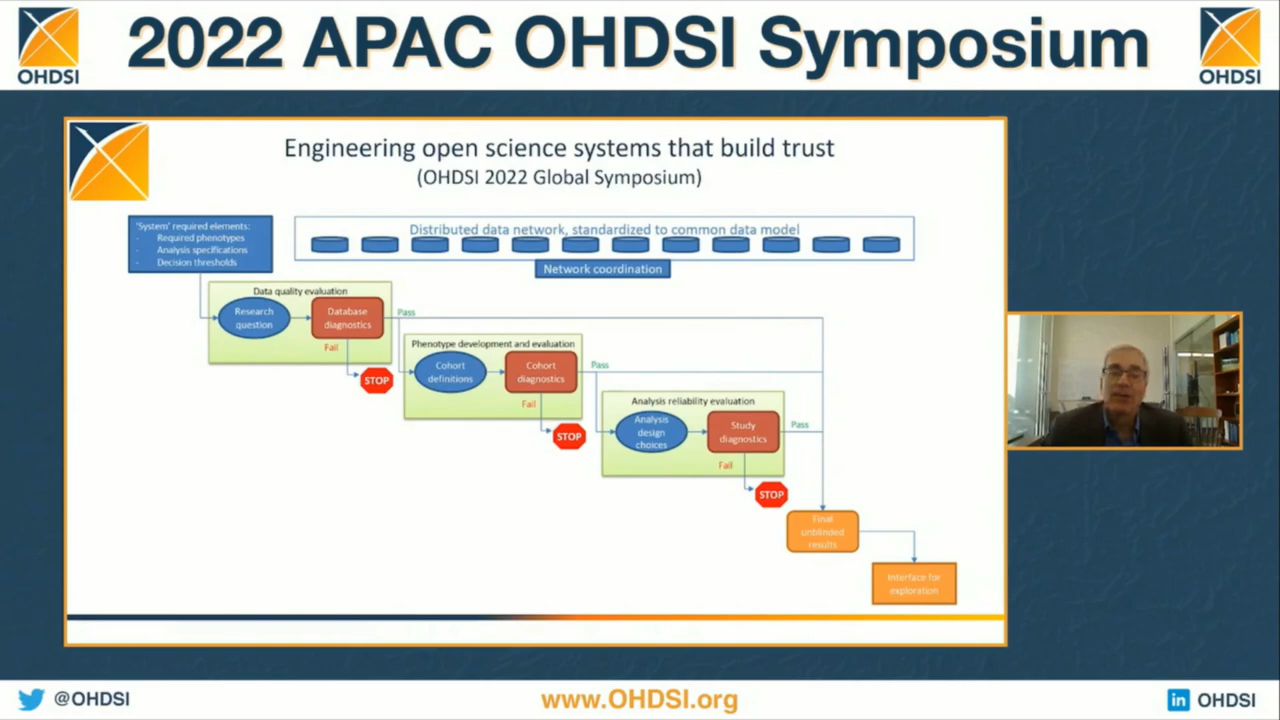 2022 APAC OHDSI Symposium
OHDSI
OHDSI
Engineering open science systems that build trust
(OHDSI 2022 Global Symposium)
'System' required elements:
- Required phenotypes
- Analysis specifications
- Decision thresholds
Distributed data network, standardized to common data model
Network coordination
Data quality evaluation
Research
question
Database
diagnostics
Pass
Fail
STOP
Phenotype development and evaluation
Cohort
definitions
Cohort
diagnostics
Pass
Fail
STOP
Analysis reliability evaluation
Analysis
design
choices
Study
diagnostics
Pass
Fail
STOP
Final
unblinded
results
Interface for
exploration
@OHDSI
www.OHDSI.org
in OHDSI